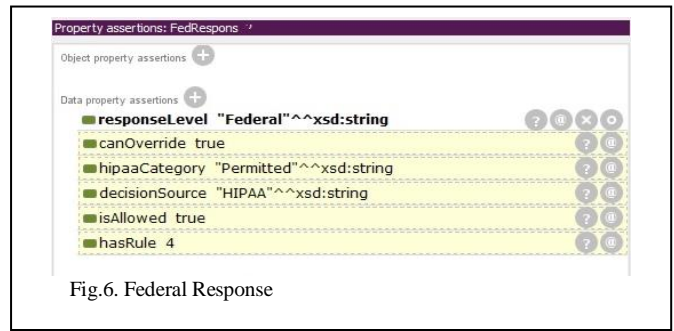 Property assertions: FedRespons
Object property assertions
Data property assertions
responseLevel "Federal"^^xsd:string
canOverride true
hipaaCategory "Permitted"^^xsd:string
decisionSource "HIPAA"^^xsd:string
isAllowed true
hasRule 4
Fig.6. Federal Response